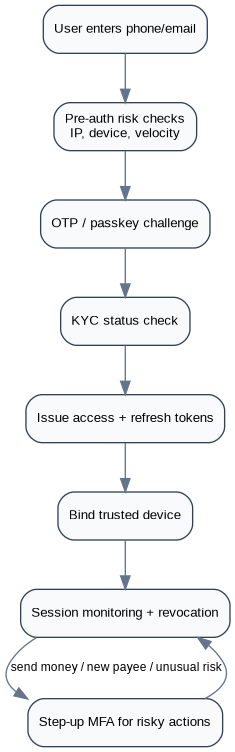 User enters phone/email
Pre-auth risk checks
IP, device, velocity
OTP / passkey challenge
KYC status check
Issue access + refresh tokens
Bind trusted device
Session monitoring + revocation
send money / new payee / unusual risk
Step-up MFA for risky actions